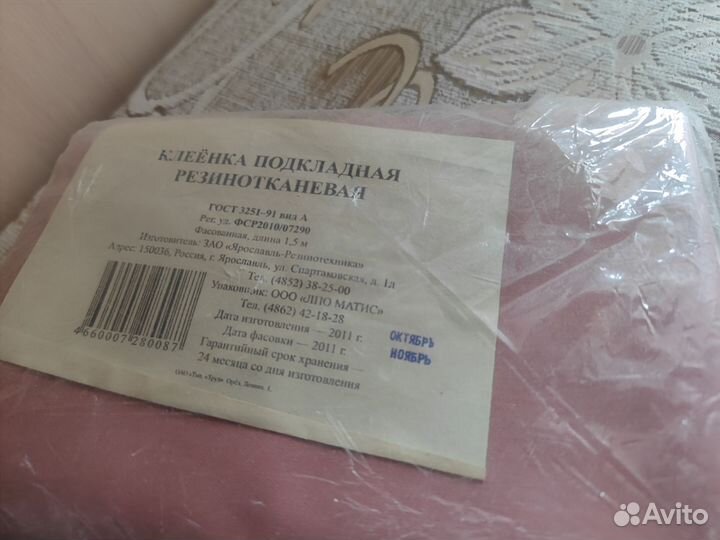 КЛЕЁНКА ПОДКЛАДНАЯ
РЕЗИНОТКАНЕВАЯ
ГОСТ 3251–91 вид А
Рег. уд. ФСР2010/07290
Фасованная, длина 1,5 м
Изготовитель: ЗАО «Ярославль-Резинотехника»
Адрес: 150036, Россия, г. Ярославль, ул. Спартаковская, д. 1д
Тел. (4852) 38-25-00
Упаковщик: ООО «ЛПО МАТИС»
Тел. (4862) 42-18-28
Дата изготовления — 2011 г. ОКТЯБРЬ
Дата фасовки — 2011 г. НОЯБРЬ
Гарантийный срок хранения —
24 месяца со дня изготовления
4660007280087
Avito